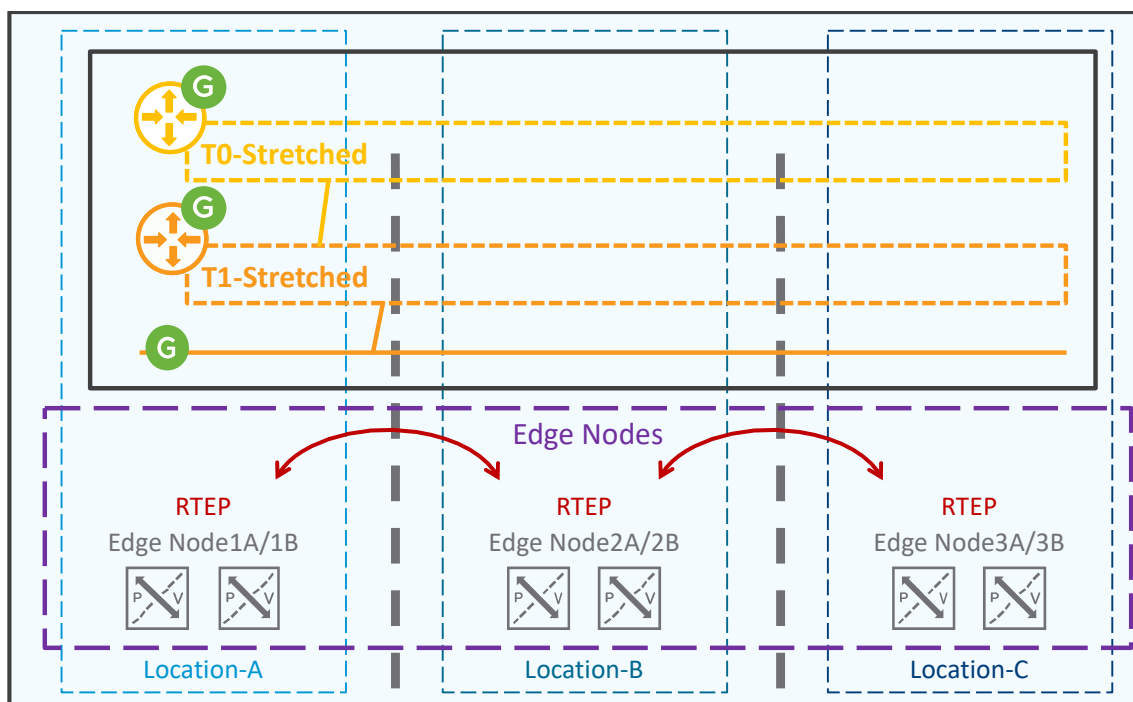 G
T0-Stretched
G
T1-Stretched
G
Edge Nodes
RTEP
RTEP
RTEP
Edge Node1A/1B
Edge Node2A/2B
Edge Node3A/3B
P V
P V
P V
P V
P V
P V
Location-A
Location-B
Location-C